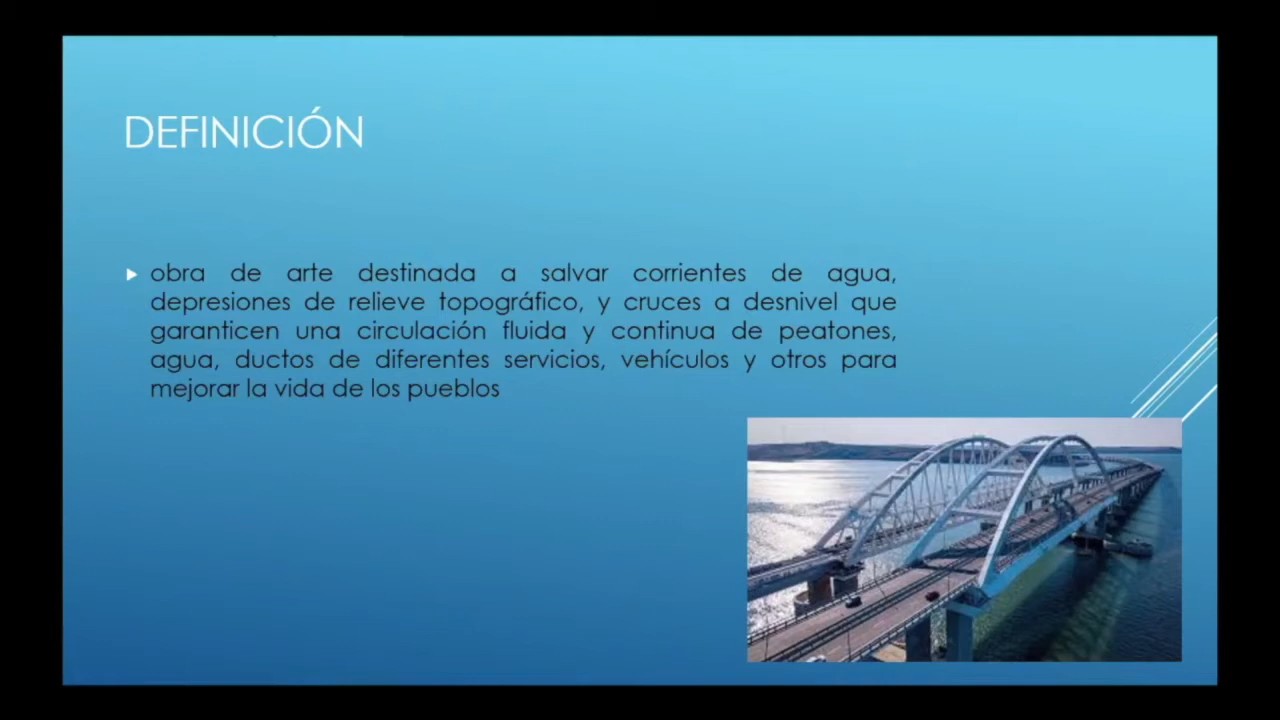 DEFINICIÓN
obra de arte destinada a salvar corrientes de agua,
depresiones de relieve topográfico, y cruces a desnivel que
garanticen una circulación fluida y continua de peatones,
agua, ductos de diferentes servicios, vehículos y otros para
mejorar la vida de los pueblos